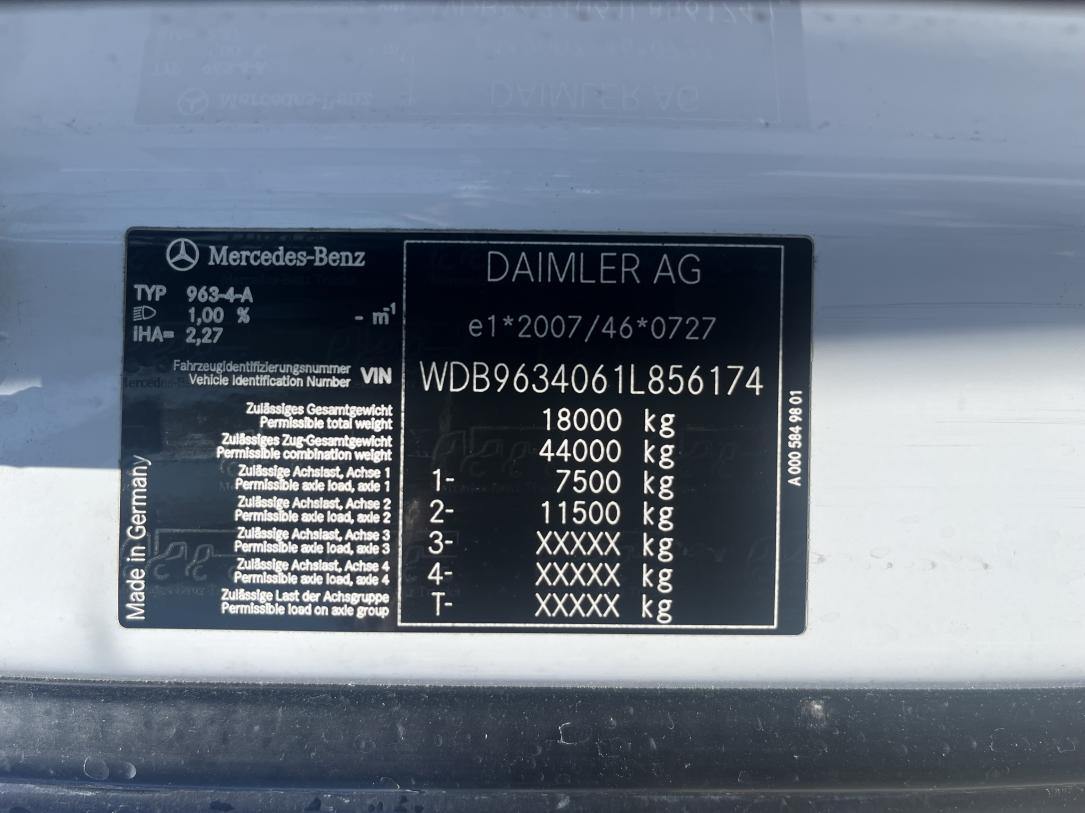 Mercedes-Benz
TYP 963-4-A
1,00 % - m⁻¹
iHA= 2,27
DAIMLER AG
e1*2007/46*0727
Fahrzeugidentifizierungsnummer
Vehicle Identification Number VIN WDB9634061L856174
Zulässiges Gesamtgewicht
Permissible total weight 18000 kg
Zulässiges Zug-Gesamtgewicht
Permissible combination weight 44000 kg
Zulässige Achslast, Achse 1
Permissible axle load, axle 1 1- 7500 kg
Zulässige Achslast, Achse 2
Permissible axle load, axle 2 2- 11500 kg
Zulässige Achslast, Achse 3
Permissible axle load, axle 3 3- XXXXX kg
Zulässige Achslast, Achse 4
Permissible axle load, axle 4 4- XXXXX kg
Zulässige Last der Achsgruppe
Permissible load on axle group T- XXXXX kg
Made in Germany
A 000 584 98 01